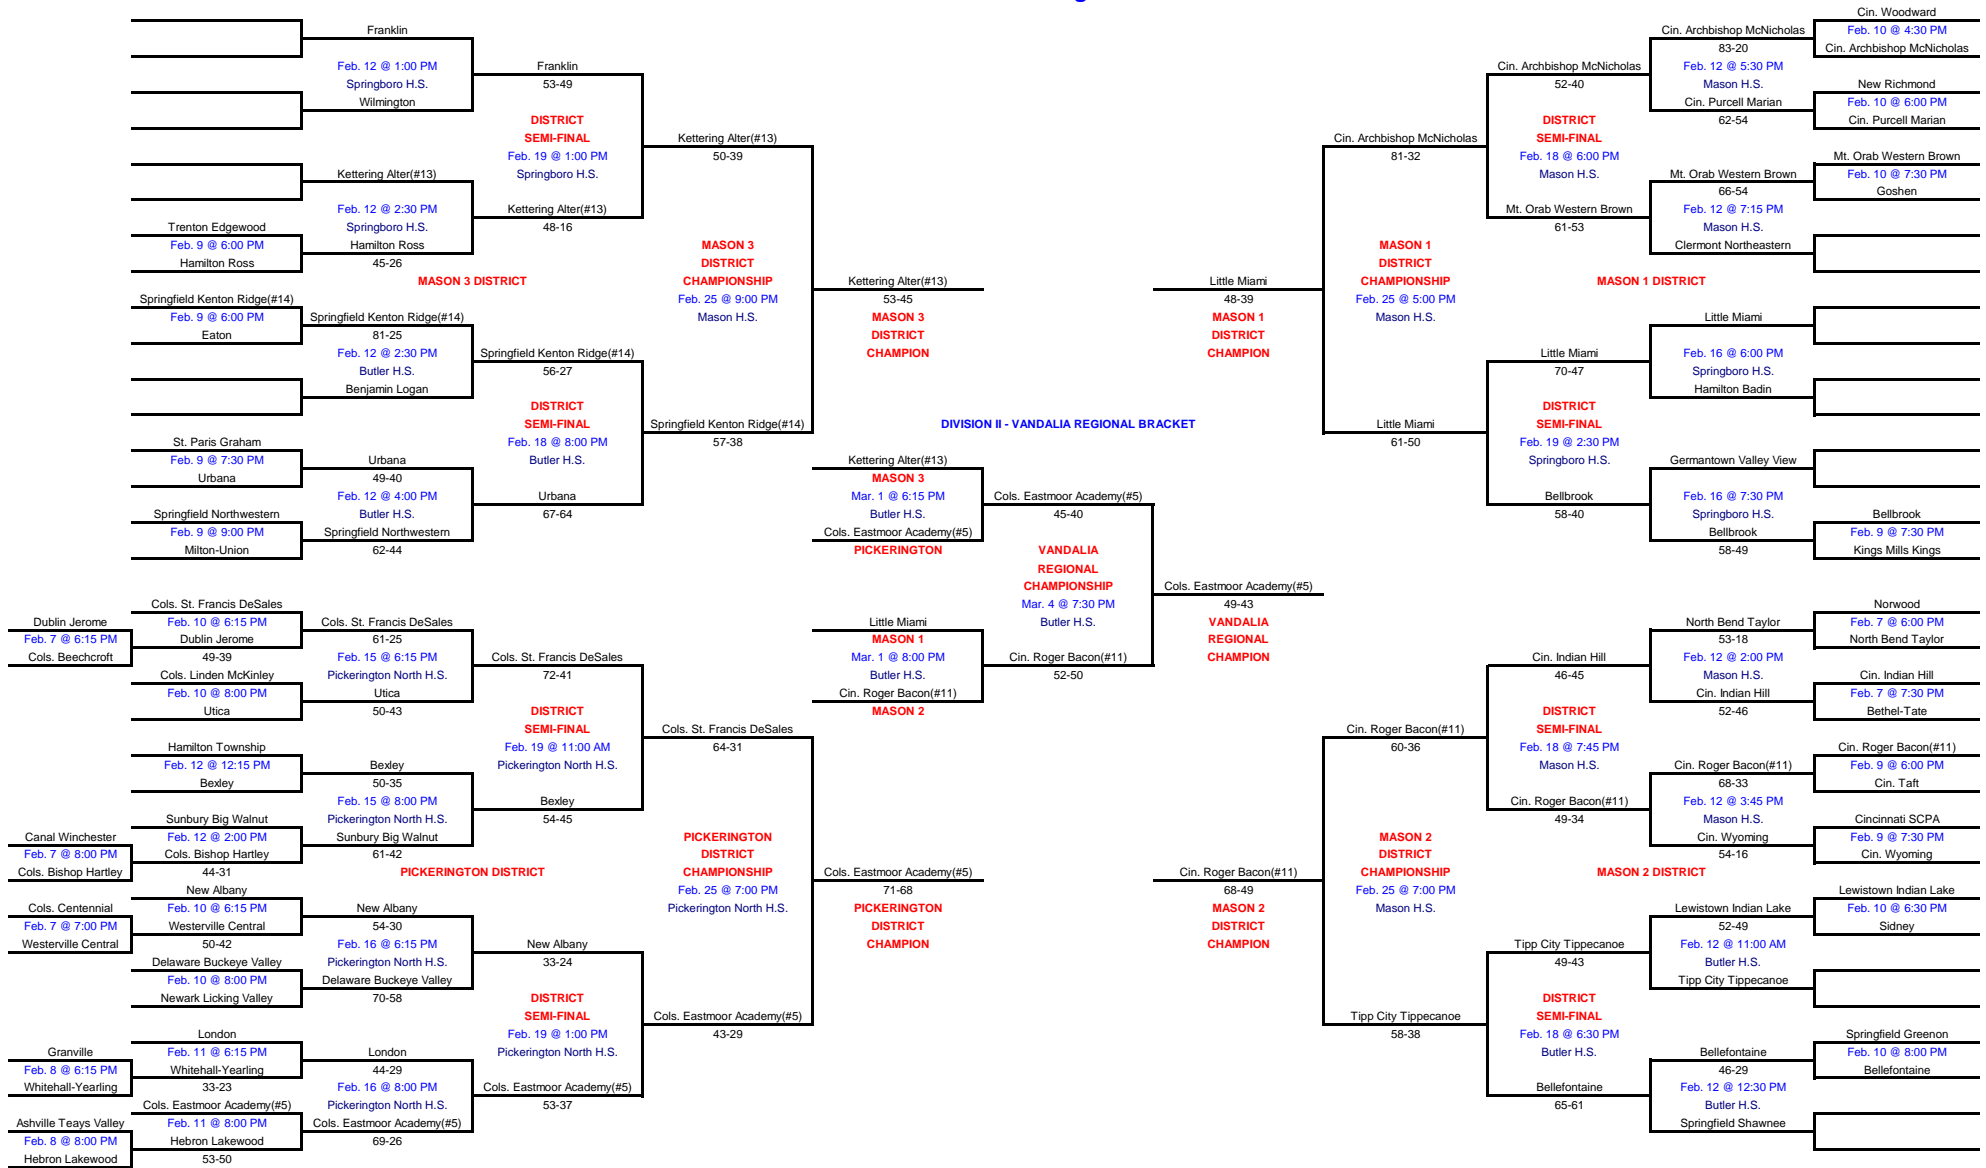 Franklin
Feb. 12 @ 1:00 PM
Springboro H.S.
Wilmington
Franklin
53-49
DISTRICT
SEMI-FINAL
Feb. 19 @ 1:00 PM
Springboro H.S.
Kettering Alter(#13)
Feb. 12 @ 2:30 PM
Springboro H.S.
Trenton Edgewood
Feb. 9 @ 6:00 PM
Hamilton Ross
Hamilton Ross
45-26
Kettering Alter(#13)
48-16
Kettering Alter(#13)
50-39
MASON 3 DISTRICT
MASON 3
DISTRICT
CHAMPIONSHIP
Feb. 25 @ 9:00 PM
Mason H.S.
Kettering Alter(#13)
53-45
MASON 3
DISTRICT
CHAMPION
Springfield Kenton Ridge(#14)
Feb. 9 @ 6:00 PM
Eaton
Springfield Kenton Ridge(#14)
81-25
Feb. 12 @ 2:30 PM
Butler H.S.
Benjamin Logan
Springfield Kenton Ridge(#14)
56-27
DISTRICT
SEMI-FINAL
Feb. 18 @ 8:00 PM
Butler H.S.
Springfield Kenton Ridge(#14)
57-38
St. Paris Graham
Feb. 9 @ 7:30 PM
Urbana
Urbana
49-40
Feb. 12 @ 4:00 PM
Butler H.S.
Springfield Northwestern
Feb. 9 @ 9:00 PM
Milton-Union
Springfield Northwestern
62-44
Urbana
67-64
Cin. Woodward
Feb. 10 @ 4:30 PM
Cin. Archbishop McNicholas
Cin. Archbishop McNicholas
83-20
Feb. 12 @ 5:30 PM
Mason H.S.
New Richmond
Feb. 10 @ 6:00 PM
Cin. Purcell Marian
Cin. Purcell Marian
62-54
Cin. Archbishop McNicholas
52-40
DISTRICT
SEMI-FINAL
Feb. 18 @ 6:00 PM
Mason H.S.
Cin. Archbishop McNicholas
81-32
Mt. Orab Western Brown
Feb. 10 @ 7:30 PM
Goshen
Mt. Orab Western Brown
66-54
Feb. 12 @ 7:15 PM
Mason H.S.
Clermont Northeastern
Mt. Orab Western Brown
61-53
MASON 1 DISTRICT
MASON 1
DISTRICT
CHAMPIONSHIP
Feb. 25 @ 5:00 PM
Mason H.S.
Little Miami
48-39
MASON 1
DISTRICT
CHAMPION
Little Miami
Feb. 16 @ 6:00 PM
Springboro H.S.
Hamilton Badin
Little Miami
70-47
DISTRICT
SEMI-FINAL
Feb. 19 @ 2:30 PM
Springboro H.S.
Little Miami
61-50
Germantown Valley View
Feb. 16 @ 7:30 PM
Springboro H.S.
Bellbrook
Feb. 9 @ 7:30 PM
Kings Mills Kings
Bellbrook
58-49
Bellbrook
58-40
DIVISION II - VANDALIA REGIONAL BRACKET
Kettering Alter(#13)
MASON 3
Mar. 1 @ 6:15 PM
Butler H.S.
Cols. Eastmoor Academy(#5)
PICKERINGTON
Cols. Eastmoor Academy(#5)
45-40
VANDALIA
REGIONAL
CHAMPIONSHIP
Mar. 4 @ 7:30 PM
Butler H.S.
Cols. Eastmoor Academy(#5)
49-43
VANDALIA
REGIONAL
CHAMPION
Little Miami
MASON 1
Mar. 1 @ 8:00 PM
Butler H.S.
Cin. Roger Bacon(#11)
MASON 2
Cin. Roger Bacon(#11)
52-50
Dublin Jerome
Feb. 7 @ 6:15 PM
Cols. Beechcroft
Cols. St. Francis DeSales
Feb. 10 @ 6:15 PM
Dublin Jerome
49-39
Cols. Linden McKinley
Feb. 10 @ 8:00 PM
Utica
Cols. St. Francis DeSales
61-25
Feb. 15 @ 6:15 PM
Pickerington North H.S.
Utica
50-43
Cols. St. Francis DeSales
72-41
DISTRICT
SEMI-FINAL
Feb. 19 @ 11:00 AM
Pickerington North H.S.
Cols. St. Francis DeSales
64-31
Hamilton Township
Feb. 12 @ 12:15 PM
Bexley
Bexley
50-35
Feb. 15 @ 8:00 PM
Pickerington North H.S.
Sunbury Big Walnut
61-42
Bexley
54-45
Canal Winchester
Feb. 7 @ 8:00 PM
Cols. Bishop Hartley
Sunbury Big Walnut
Feb. 12 @ 2:00 PM
Cols. Bishop Hartley
44-31
PICKERINGTON DISTRICT
PICKERINGTON
DISTRICT
CHAMPIONSHIP
Feb. 25 @ 7:00 PM
Pickerington North H.S.
Cols. Eastmoor Academy(#5)
71-68
PICKERINGTON
DISTRICT
CHAMPION
Cols. Centennial
Feb. 7 @ 7:00 PM
Westerville Central
New Albany
Feb. 10 @ 6:15 PM
Westerville Central
50-42
Delaware Buckeye Valley
Feb. 10 @ 8:00 PM
Newark Licking Valley
New Albany
54-30
Feb. 16 @ 6:15 PM
Pickerington North H.S.
Delaware Buckeye Valley
70-58
New Albany
33-24
DISTRICT
SEMI-FINAL
Feb. 19 @ 1:00 PM
Pickerington North H.S.
Cols. Eastmoor Academy(#5)
43-29
Granville
Feb. 8 @ 6:15 PM
Whitehall-Yearling
London
Feb. 11 @ 6:15 PM
Whitehall-Yearling
33-23
London
44-29
Feb. 16 @ 8:00 PM
Pickerington North H.S.
Cols. Eastmoor Academy(#5)
69-26
Cols. Eastmoor Academy(#5)
53-37
Ashville Teays Valley
Feb. 8 @ 8:00 PM
Hebron Lakewood
Cols. Eastmoor Academy(#5)
Feb. 11 @ 8:00 PM
Hebron Lakewood
53-50
Norwood
Feb. 7 @ 6:00 PM
North Bend Taylor
North Bend Taylor
53-18
Feb. 12 @ 2:00 PM
Mason H.S.
Cin. Indian Hill
Feb. 7 @ 7:30 PM
Bethel-Tate
Cin. Indian Hill
52-46
Cin. Indian Hill
46-45
DISTRICT
SEMI-FINAL
Feb. 18 @ 7:45 PM
Mason H.S.
Cin. Roger Bacon(#11)
60-36
Cin. Roger Bacon(#11)
Feb. 9 @ 6:00 PM
Cin. Taft
Cin. Roger Bacon(#11)
68-33
Feb. 12 @ 3:45 PM
Mason H.S.
Cincinnati SCPA
Feb. 9 @ 7:30 PM
Cin. Wyoming
Cin. Wyoming
54-16
Cin. Roger Bacon(#11)
49-34
MASON 2 DISTRICT
MASON 2
DISTRICT
CHAMPIONSHIP
Feb. 25 @ 7:00 PM
Mason H.S.
Cin. Roger Bacon(#11)
68-49
MASON 2
DISTRICT
CHAMPION
Lewistown Indian Lake
Feb. 10 @ 6:30 PM
Sidney
Lewistown Indian Lake
52-49
Feb. 12 @ 11:00 AM
Butler H.S.
Tipp City Tippecanoe
Tipp City Tippecanoe
49-43
DISTRICT
SEMI-FINAL
Feb. 18 @ 6:30 PM
Butler H.S.
Tipp City Tippecanoe
58-38
Springfield Greenon
Feb. 10 @ 8:00 PM
Bellefontaine
Bellefontaine
46-29
Feb. 12 @ 12:30 PM
Butler H.S.
Springfield Shawnee
Bellefontaine
65-61